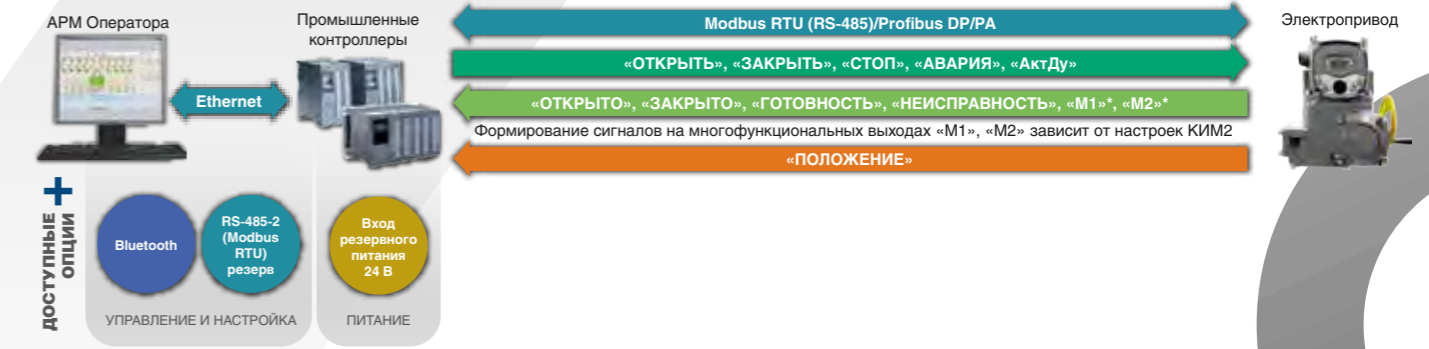 АРМ Оператора
Промышленные
контроллеры
Ethernet
Modbus RTU (RS-485)/Profibus DP/PA
«ОТКРЫТЬ», «ЗАКРЫТЬ», «СТОП», «АВАРИЯ», «АктДу»
«ОТКРЫТО», «ЗАКРЫТО», «ГОТОВНОСТЬ», «НЕИСПРАВНОСТЬ», «М1»*, «М2»*
Формирование сигналов на многофункциональных выходах «М1», «М2» зависит от настроек КИМ2
«ПОЛОЖЕНИЕ»
Электропривод
+
ДОСТУПНЫЕ
ОПЦИИ
Bluetooth
RS-485-2
(Modbus
RTU)
резерв
УПРАВЛЕНИЕ И НАСТРОЙКА
Вход
резервного
питания
24 В
ПИТАНИЕ